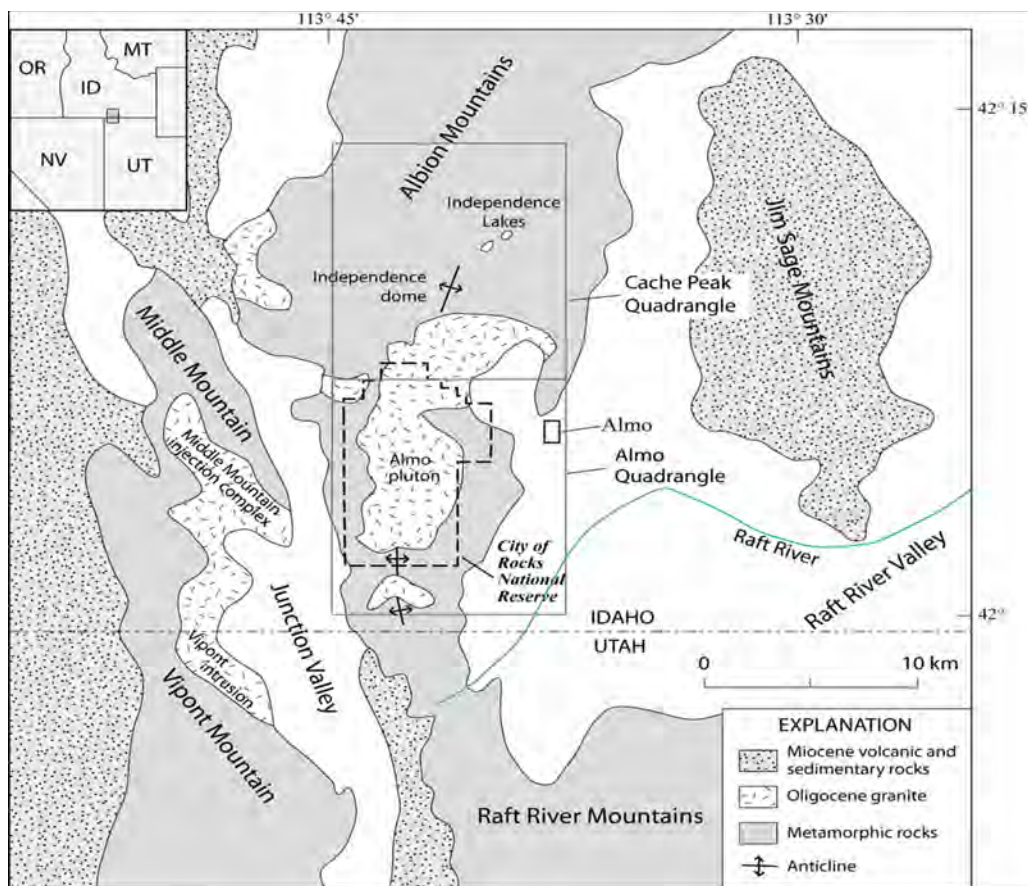 113° 45'
113° 30'
OR
MT
ID
NV
UT
42° 15'
Albion Mountains
Independence
Lakes
Independence
dome
Cache Peak
Quadrangle
Jim Sage Mountains
Middle Mountain
Middle Mountain
injection complex
Almo
pluton
Almo
Almo
Quadrangle
City of
Rocks
National
Reserve
Raft River
Raft River Valley
Junction Valley
Vipont
intrusion
Vipont Mountain
42°
IDAHO
UTAH
0
10 km
Raft River Mountains
EXPLANATION
Miocene volcanic and
sedimentary rocks
Oligocene granite
Metamorphic rocks
Anticline